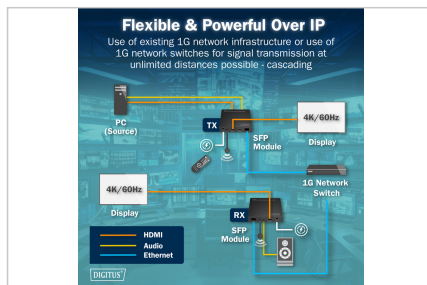 Flexible & Powerful Over IP
Use of existing 1G network infrastructure or use of
1G network switches for signal transmission at
unlimited distances possible - cascading
PC
(Source)
TX
SFP
Module
4K/60Hz
Display
1G Network
Switch
4K/60Hz
Display
RX
SFP
Module
HDMI
Audio
Ethernet
DIGITUS